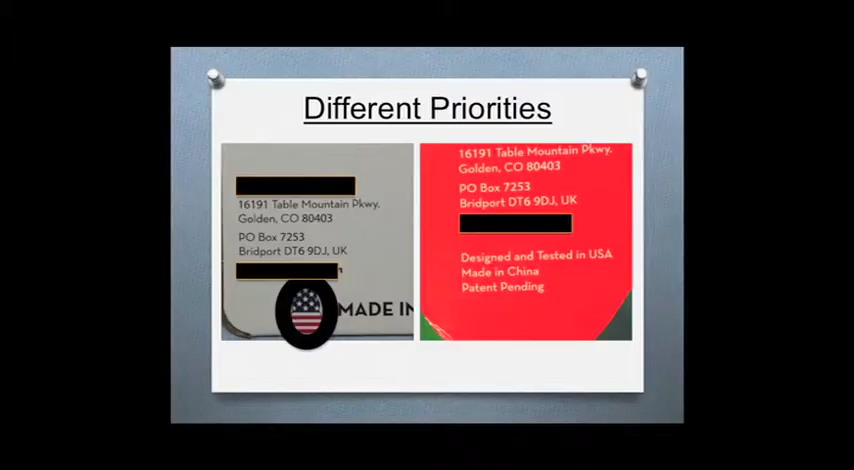 Different Priorities
16191 Table Mountain Pkwy.
Golden, CO 80403
PO Box 7253
Bridport DT6 9DJ, UK
MADE IN
16191 Table Mountain Pkwy.
Golden, CO 80403
PO Box 7253
Bridport DT6 9DJ, UK
Designed and Tested in USA
Made in China
Patent Pending